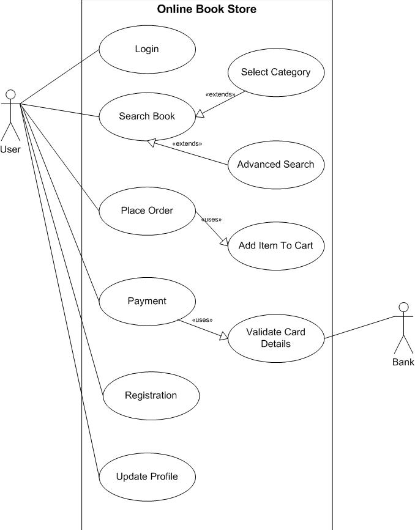 Online Book Store
Login
Select Category
«extends»
Search Book
User
«extends»
Advanced Search
Place Order
«uses»
Add Item To Cart
Payment
«uses»
Validate Card
Details
Bank
Registration
Update Profile